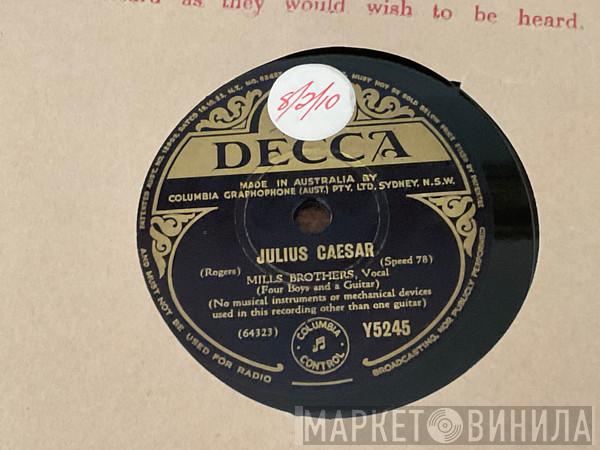 ard as they would wish to be heard.
8/2/10
DECCA
MADE IN AUSTRALIA BY
COLUMBIA GRAPHOPHONE (AUST.) PTY. LTD. SYDNEY, N.S.W.
JULIUS CAESAR
(Rogers)
(Speed 78)
MILLS BROTHERS, Vocal
(Four Boys and a Guitar)
(No musical instruments or mechanical devices
used in this recording other than one guitar)
(64323)
COLUMBIA
CONTROL
Y5245
AND MUST NOT BE USED FOR RADIO
BROADCASTING, NOR PUBLICLY PERFORMED
МАРКЕТ ВИНИЛА